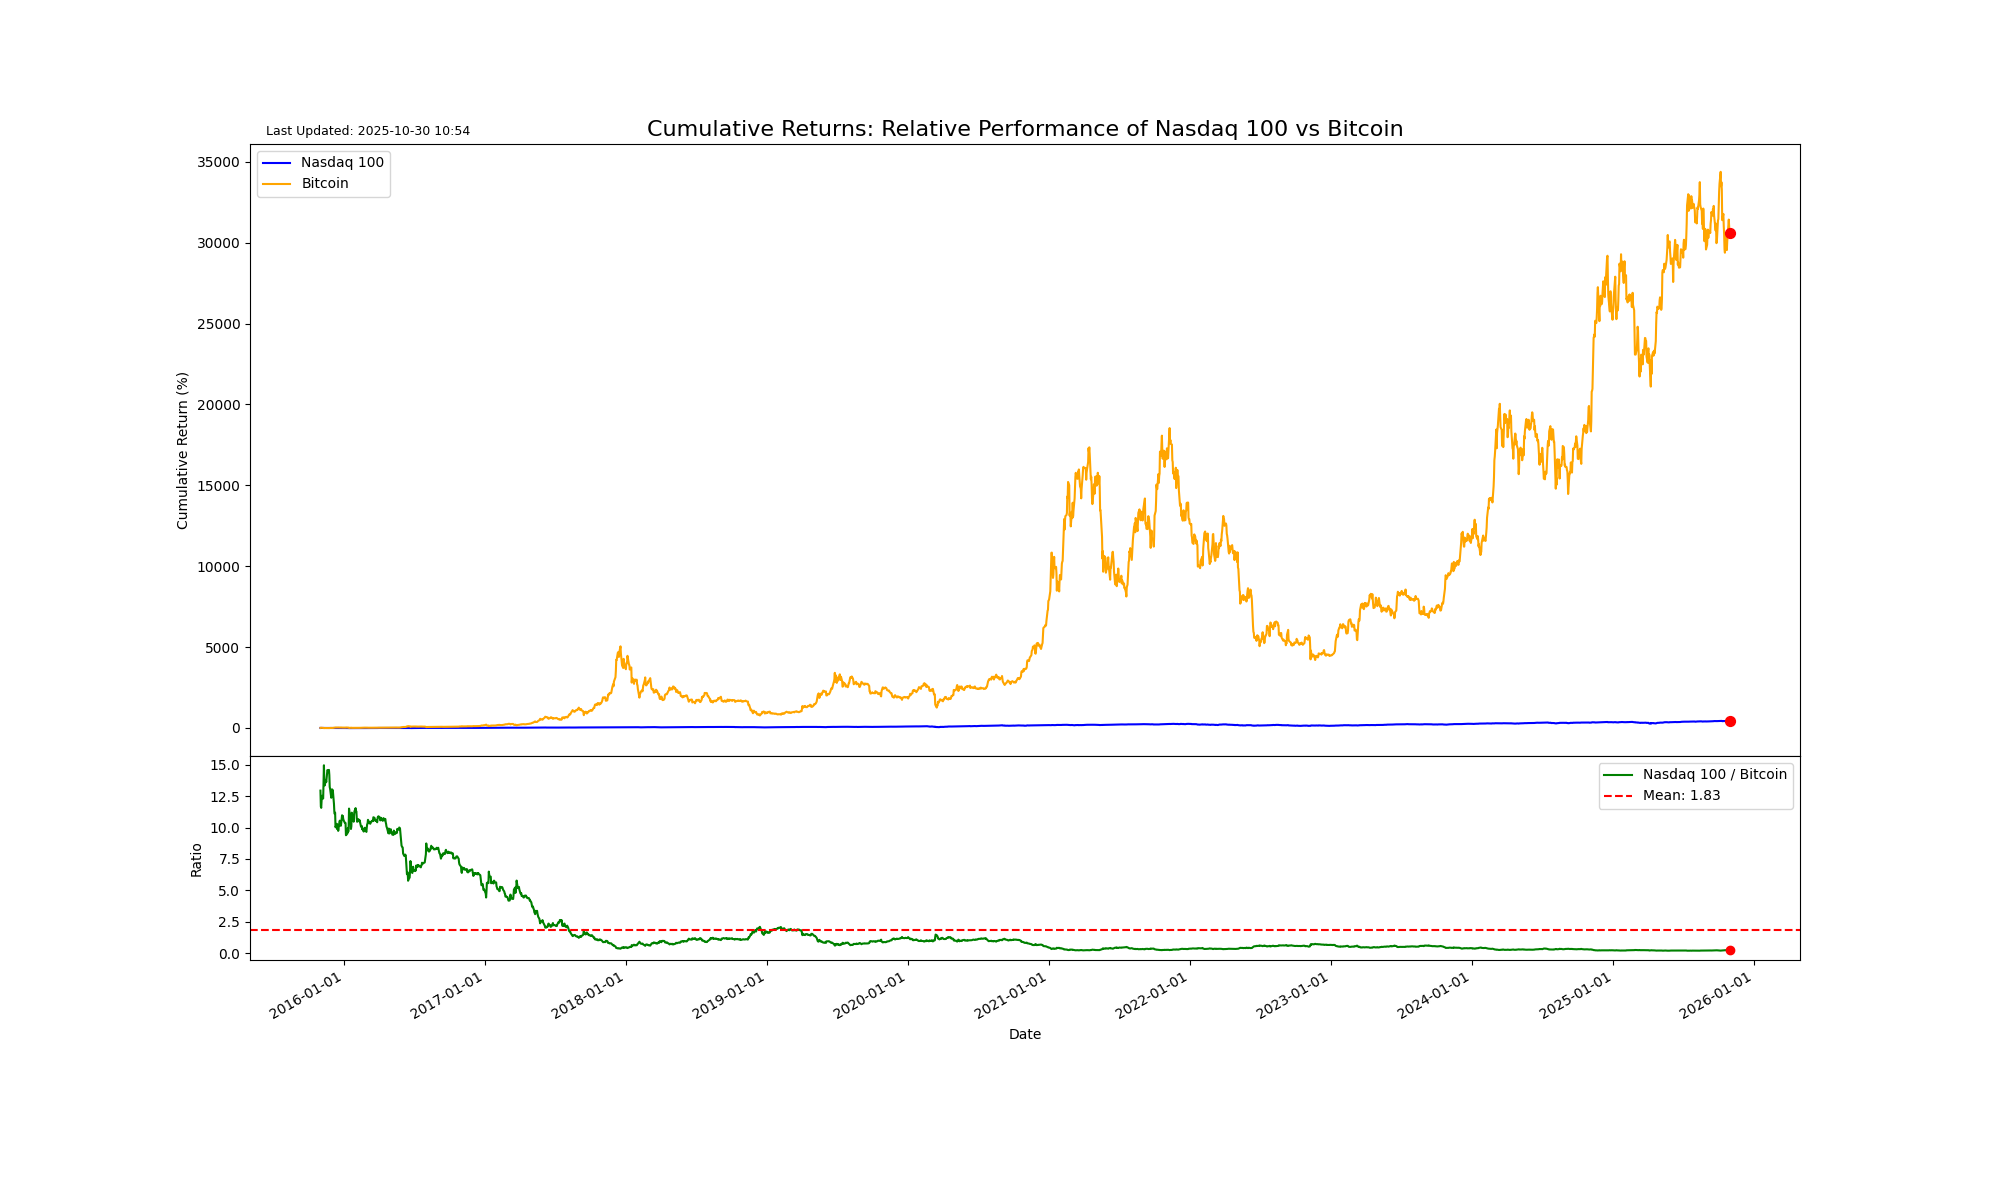 Last Updated: 2025-10-30 10:54
Cumulative Returns: Relative Performance of Nasdaq 100 vs Bitcoin
Nasdaq 100
Bitcoin
35000
30000
25000
20000
15000
10000
5000
0
Cumulative Return (%)
Nasdaq 100 / Bitcoin
Mean: 1.83
15.0
12.5
10.0
7.5
5.0
2.5
0.0
Ratio
2016-01-01
2017-01-01
2018-01-01
2019-01-01
2020-01-01
2021-01-01
2022-01-01
2023-01-01
2024-01-01
2025-01-01
2026-01-01
Date